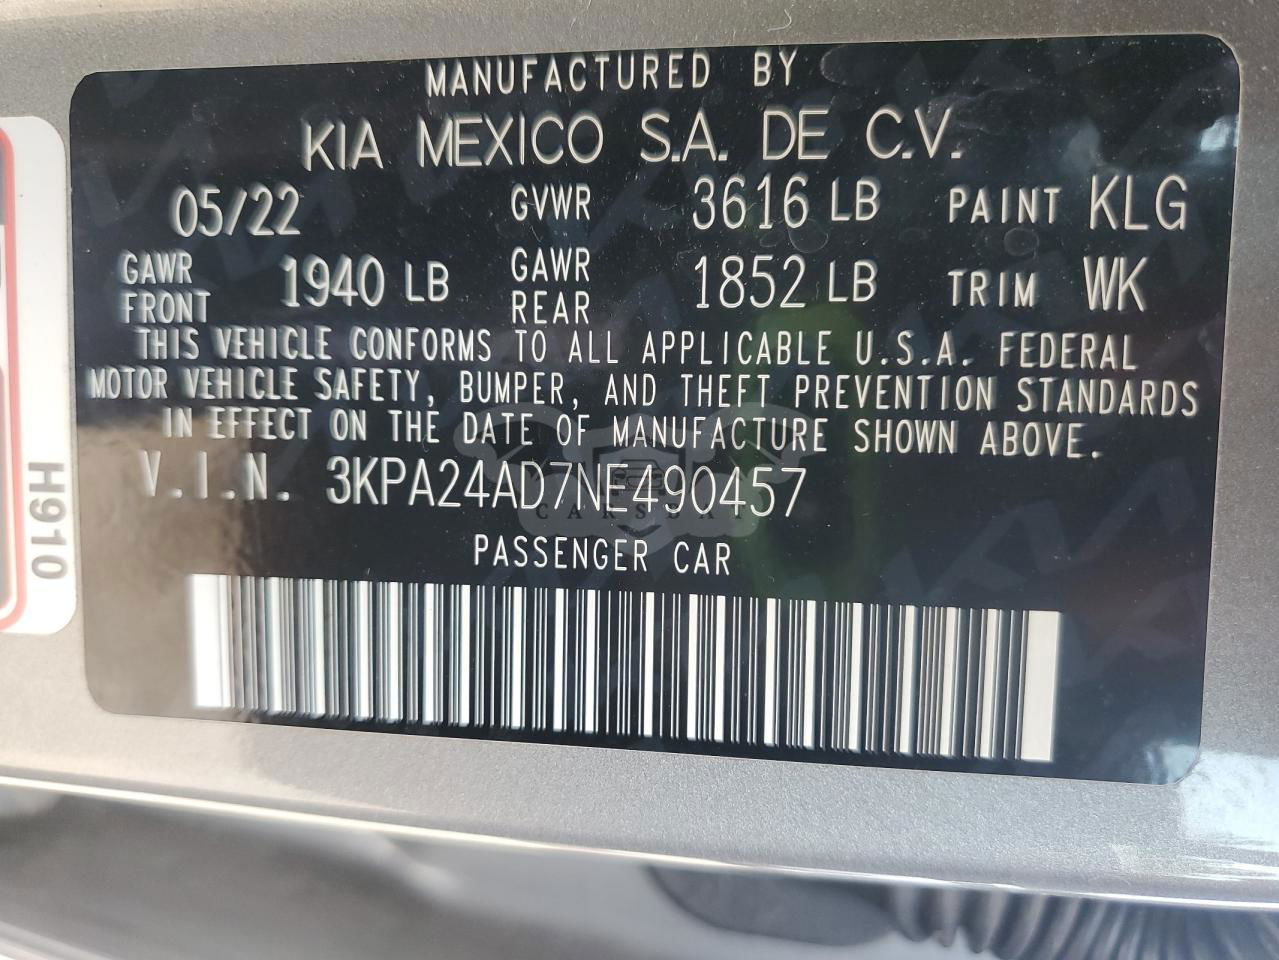 MANUFACTURED BY
KIA MEXICO S.A. DE C.V.
05/22 GVWR 3616 LB PAINT KLG
GAWR FRONT 1940 LB GAWR REAR 1852 LB TRIM WK
THIS VEHICLE CONFORMS TO ALL APPLICABLE U.S.A. FEDERAL
MOTOR VEHICLE SAFETY, BUMPER, AND THEFT PREVENTION STANDARDS
IN EFFECT ON THE DATE OF MANUFACTURE SHOWN ABOVE.
V.I.N. 3KPA24AD7NE490457
CARSBAT
PASSENGER CAR
H910